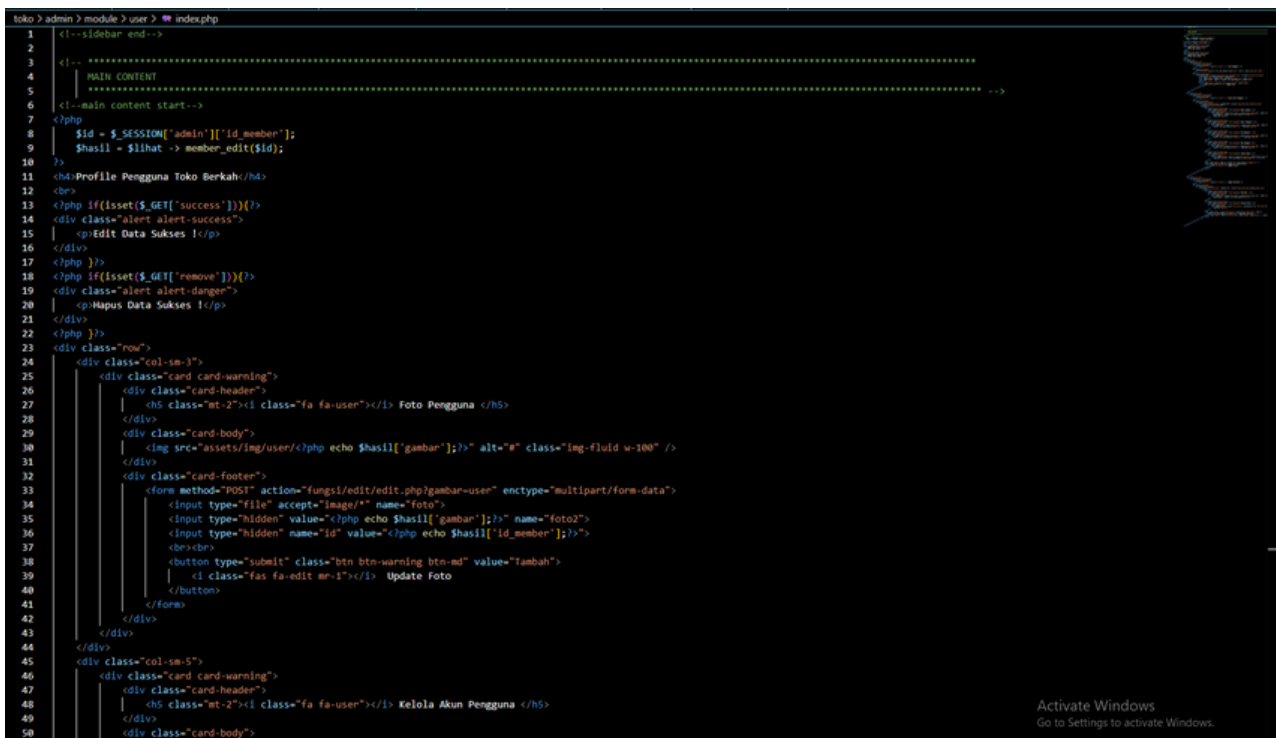 toko > admin > module > user > index.php
1 <!--sidebar end-->
2
3 <!-- **********************************************************************************************************************************************************
4 MAIN CONTENT
5 *********************************************************************************************************************************************************** -->
6 <!--main content start-->
7 <?php
8 $id = $_SESSION['admin']['id_member'];
9 $hasil = $lihat -> member_edit($id);
10 ?>
11 <h4>Profile Pengguna Toko Berkah</h4>
12 <br>
13 <?php if(isset($_GET['success'])){?>
14 <div class="alert alert-success">
15 <p>Edit Data Sukses !</p>
16 </div>
17 <?php }?>
18 <?php if(isset($_GET['remove'])){?>
19 <div class="alert alert-danger">
20 <p>Hapus Data Sukses !</p>
21 </div>
22 <?php }?>
23 <div class="row">
24 <div class="col-sm-3">
25 <div class="card card-warning">
26 <div class="card-header">
27 <h5 class="mt-2"><i class="fa fa-user"></i> Foto Pengguna </h5>
28 </div>
29 <div class="card-body">
30 <img src="assets/img/user/<?php echo $hasil['gambar'];?>" alt="#" class="img-fluid w-100" />
31 </div>
32 <div class="card-footer">
33 <form method="POST" action="fungsi/edit/edit.php?gambar=user" enctype="multipart/form-data">
34 <input type="file" accept="image/*" name="foto">
35 <input type="hidden" value="<?php echo $hasil['gambar'];?>" name="foto2">
36 <input type="hidden" name="id" value="<?php echo $hasil['id_member'];?>">
37 <br><br>
38 <button type="submit" class="btn btn-warning btn-md" value="Tambah">
39 <i class="fas fa-edit mr-1"></i> Update Foto
40 </button>
41 </form>
42 </div>
43 </div>
44 </div>
45 <div class="col-sm-5">
46 <div class="card card-warning">
47 <div class="card-header">
48 <h5 class="mt-2"><i class="fa fa-user"></i> Kelola Akun Pengguna </h5>
49 </div>
50 <div class="card-body">
Activate Windows
Go to Settings to activate Windows.